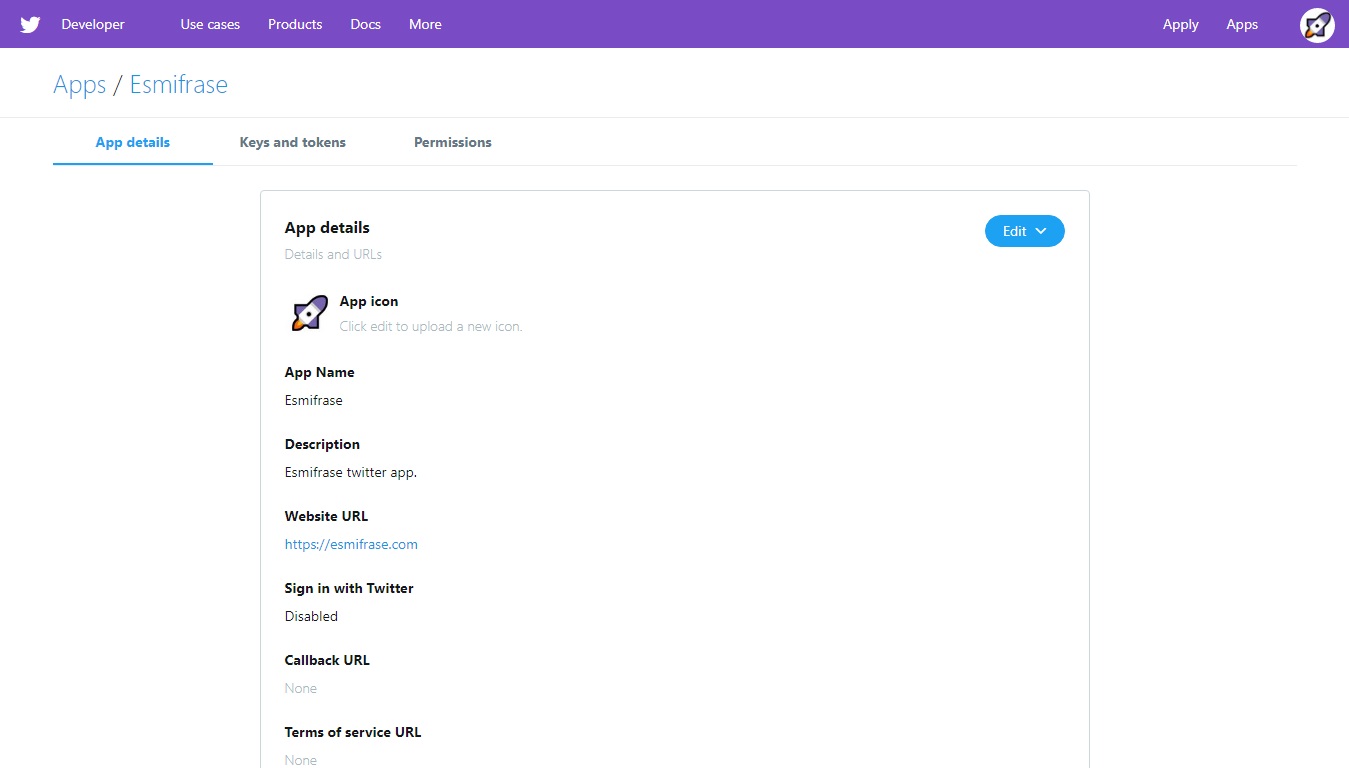 Developer Use cases Products Docs More Apply Apps
Apps / Esmifrase
App details Keys and tokens Permissions
App details
Edit
Details and URLs
App icon
Click edit to upload a new icon.
App Name
Esmifrase
Description
Esmifrase twitter app.
Website URL
https://esmifrase.com
Sign in with Twitter
Disabled
Callback URL
None
Terms of service URL
None